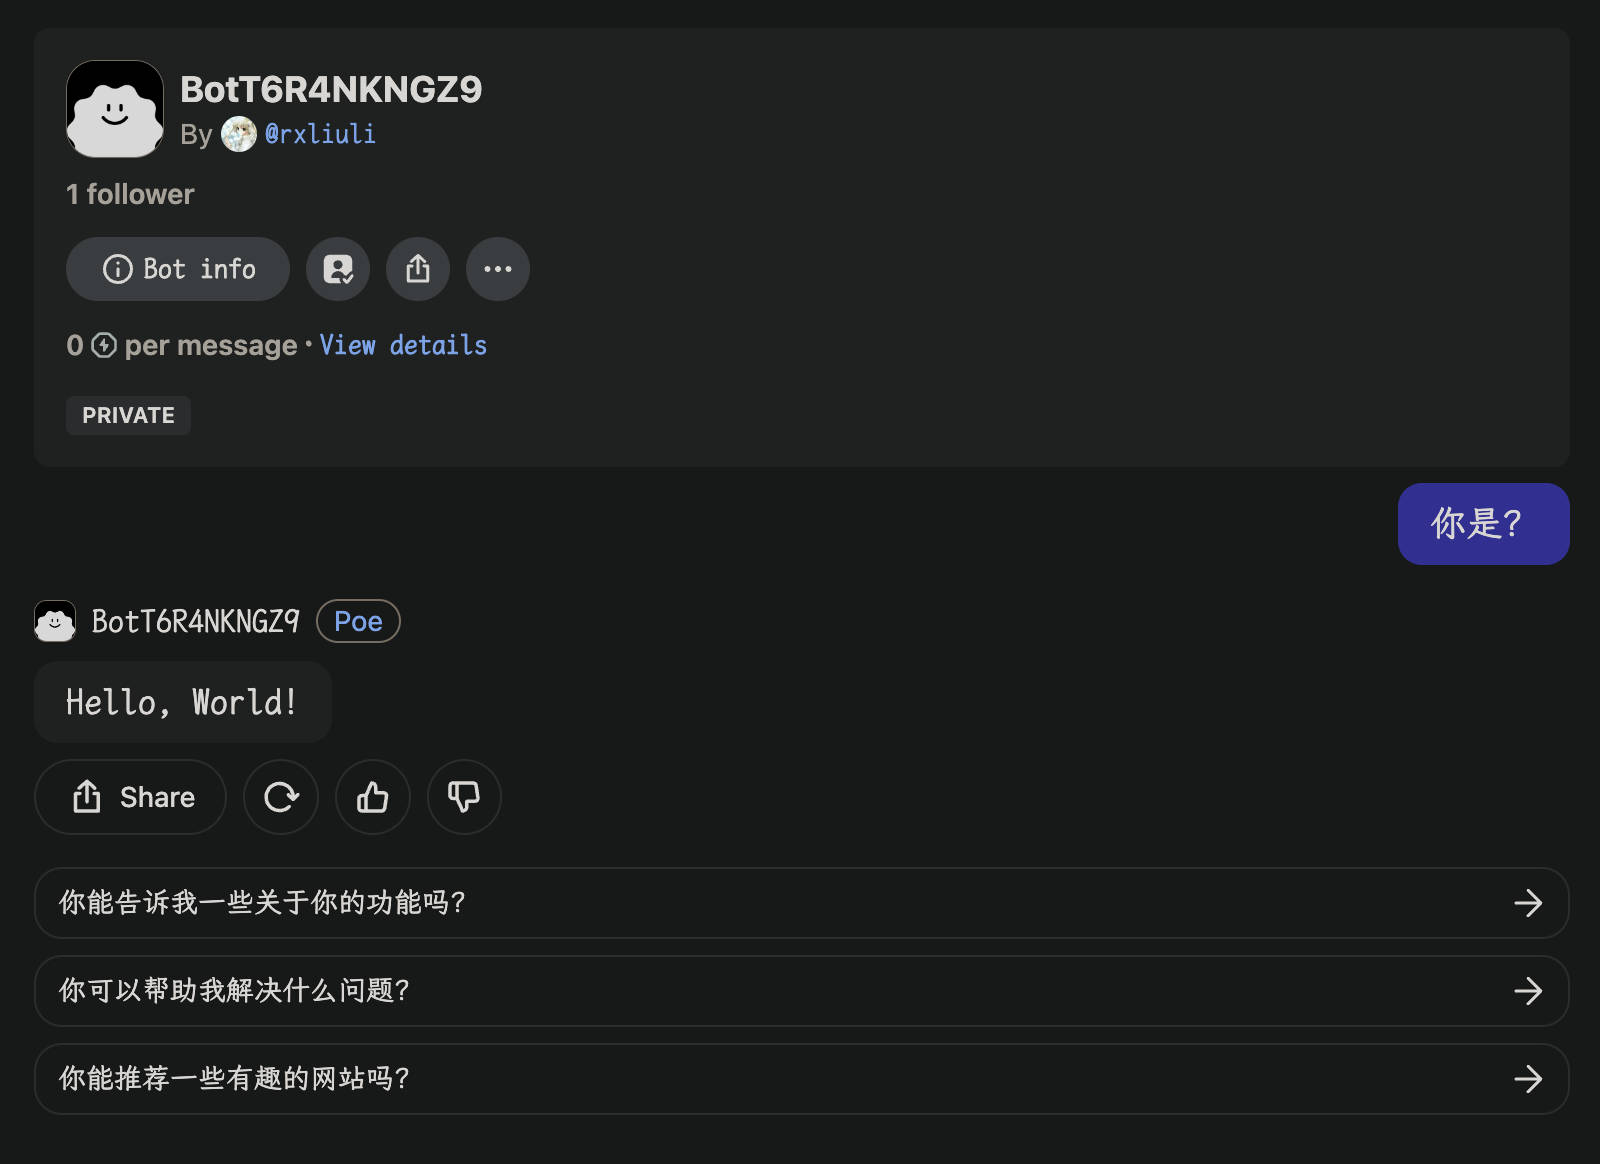 BotT6R4NKNGZ9
By @rxliuli
1 follower
Bot info
0 per message · View details
PRIVATE
你是?
BotT6R4NKNGZ9 Poe
Hello, World!
Share
你能告诉我一些关于你的功能吗?
你可以帮助我解决什么问题?
你能推荐一些有趣的网站吗?